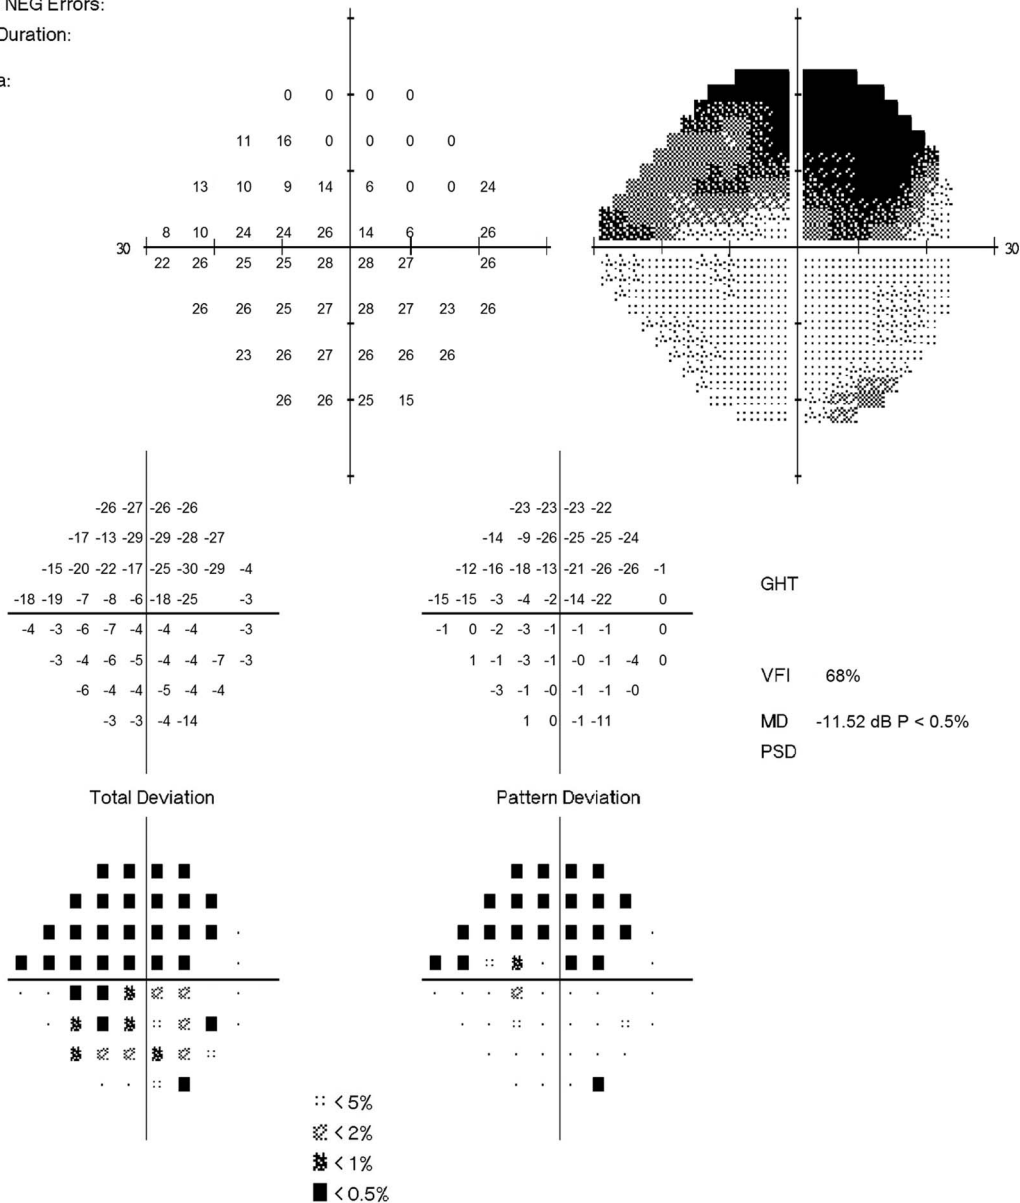 NEG Errors:
Duration:
a:
0 0 0 0
11 16 0 0 0 0
13 10 9 14 6 0 0 24
8 10 24 24 26 14 6 26
30 30
22 26 25 25 28 28 27 26
26 26 25 27 28 27 23 26
23 26 27 26 26 26
26 26 25 15
-26 -27 -26 -26
-17 -13 -29 -29 -28 -27
-15 -20 -22 -17 -25 -30 -29 -4
-18 -19 -7 -8 -6 -18 -25 -3
-4 -3 -6 -7 -4 -4 -4 -3
-3 -4 -6 -5 -4 -4 -7 -3
-6 -4 -4 -5 -4 -4
-3 -3 -4 -14
-23 -23 -23 -22
-14 -9 -26 -25 -25 -24
-12 -16 -18 -13 -21 -26 -26 -1
-15 -15 -3 -4 -2 -14 -22 0
-1 0 -2 -3 -1 -1 -1 0
1 -1 -3 -1 -0 -1 -4 0
-3 -1 -0 -1 -1 -0
1 0 -1 -11
GHT
VFI 68%
MD -11.52 dB P < 0.5%
PSD
Total Deviation
Pattern Deviation
< 5%
< 2%
< 1%
< 0.5%